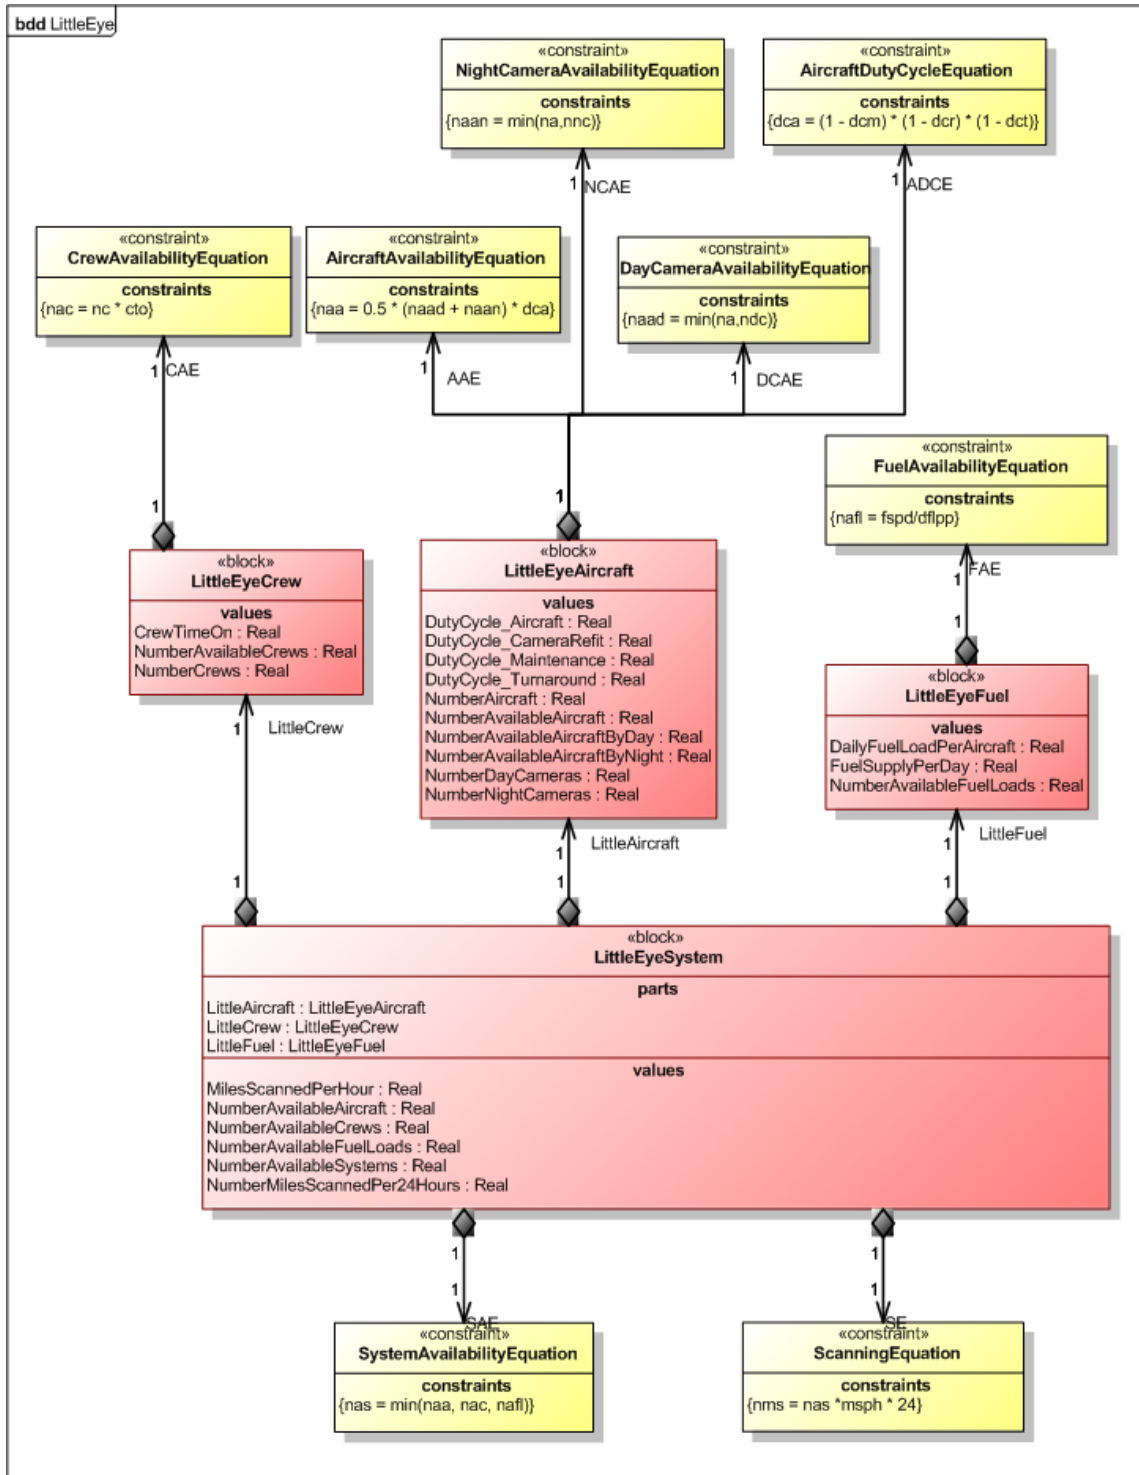 bdd LittleEye
«constraint»
NightCameraAvailabilityEquation
constraints
{naan = min(na,nnc)}
«constraint»
AircraftDutyCycleEquation
constraints
{dca = (1 - dcm) * (1 - dcr) * (1 - dct)}
1 NCAE
1 ADCE
«constraint»
CrewAvailabilityEquation
constraints
{nac = nc * cto}
«constraint»
AircraftAvailabilityEquation
constraints
{naa = 0.5 * (naad + naan) * dca}
«constraint»
DayCameraAvailabilityEquation
constraints
{naad = min(na,ndc)}
1 CAE
1 AAE
1 DCAE
«constraint»
FuelAvailabilityEquation
constraints
{nafl = fspd/dflpp}
1
1
1 FAE
1
«block»
LittleEyeCrew
values
CrewTimeOn : Real
NumberAvailableCrews : Real
NumberCrews : Real
«block»
LittleEyeAircraft
values
DutyCycle_Aircraft : Real
DutyCycle_CameraRefit : Real
DutyCycle_Maintenance : Real
DutyCycle_Turnaround : Real
NumberAircraft : Real
NumberAvailableAircraft : Real
NumberAvailableAircraftByDay : Real
NumberAvailableAircraftByNight : Real
NumberDayCameras : Real
NumberNightCameras : Real
«block»
LittleEyeFuel
values
DailyFuelLoadPerAircraft : Real
FuelSupplyPerDay : Real
NumberAvailableFuelLoads : Real
1 LittleCrew
1 LittleAircraft
1 LittleFuel
1
1
1
«block»
LittleEyeSystem
parts
LittleAircraft : LittleEyeAircraft
LittleCrew : LittleEyeCrew
LittleFuel : LittleEyeFuel
values
MilesScannedPerHour : Real
NumberAvailableAircraft : Real
NumberAvailableCrews : Real
NumberAvailableFuelLoads : Real
NumberAvailableSystems : Real
NumberMilesScannedPer24Hours : Real
1
1
1
1
SAE
SE
«constraint»
SystemAvailabilityEquation
constraints
{nas = min(naa, nac, nafl)}
«constraint»
ScanningEquation
constraints
{nms = nas *msph * 24}